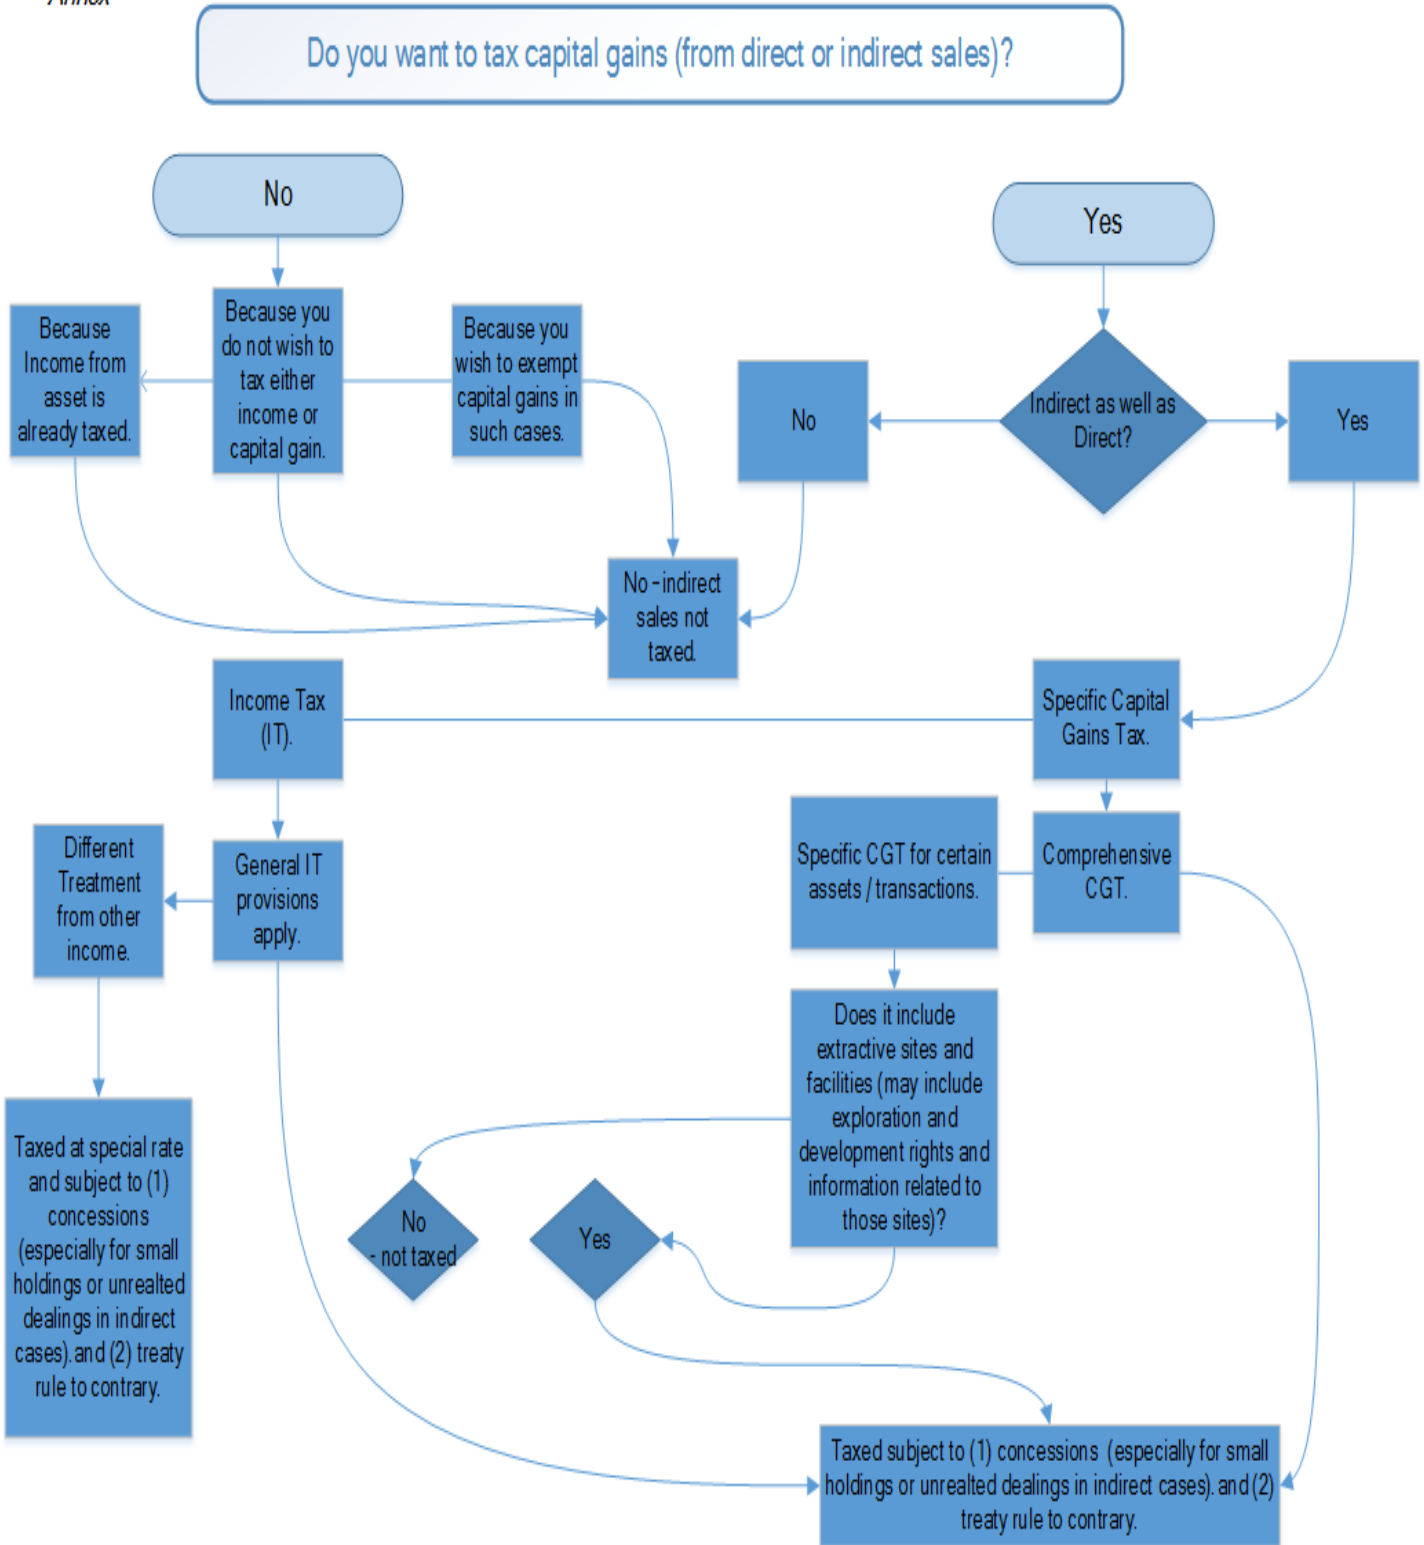 Annex
Do you want to tax capital gains (from direct or indirect sales)?
No
Yes
Because
Income from
asset is
already taxed.
Because you
do not wish to
tax either
income or
capital gain.
Because you
wish to exempt
capital gains in
such cases.
No
Indirect as well as
Direct?
Yes
No - indirect
sales not
taxed.
Income Tax
(IT).
Specific Capital
Gains Tax.
Different
Treatment
from other
income.
General IT
provisions
apply.
Specific CGT for certain
assets / transactions.
Comprehensive
CGT.
Does it include
extractive sites and
facilities (may include
exploration and
development rights and
information related to
those sites)?
Taxed at special rate
and subject to (1)
concessions
(especially for small
holdings or unrealted
dealings in indirect
cases).and (2) treaty
rule to contrary.
No
- not taxed
Yes
Taxed subject to (1) concessions (especially for small
holdings or unrealted dealings in indirect cases).and (2)
treaty rule to contrary.